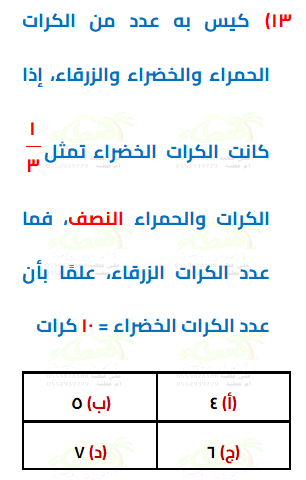 ١٣) كيس به عدد من الكرات
الحمراء والخضراء والزرقاء، إذا
كانت الكرات الخضراء تمثل ١/٣
الكرات والحمراء النصف، فما
عدد الكرات الزرقاء، علمًا بأن
عدد الكرات الخضراء = ١٠ كرات
(أ) ٤ (ب) ٥
(ج) ٦ (د) ٧